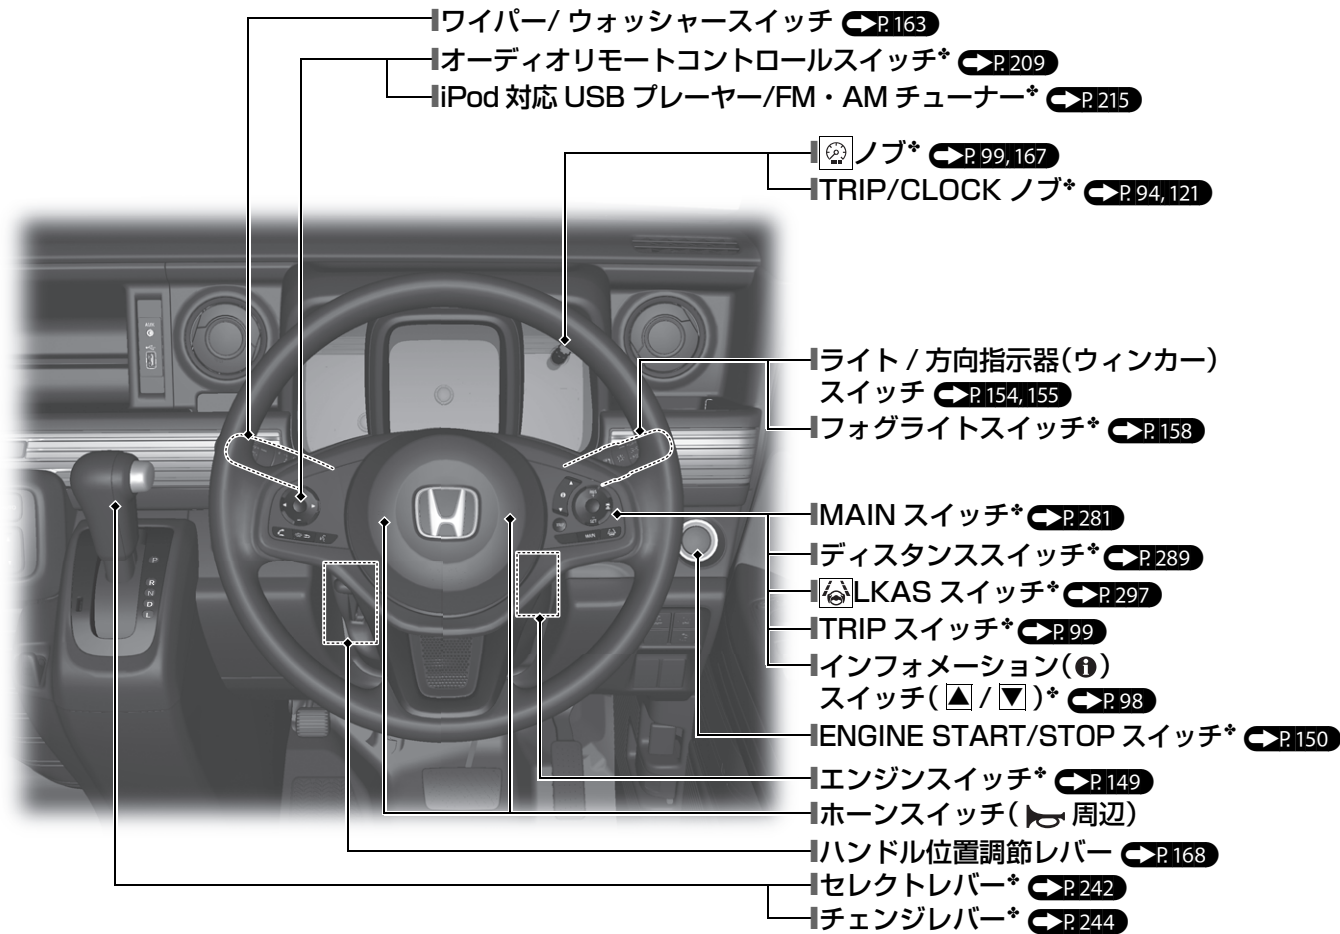 ワイパー/ ウォッシャースイッチ P. 163
オーディオリモートコントロールスイッチ✤ P. 209
iPod 対応 USB プレーヤー/FM・AM チューナー✤ P. 215
ノブ✤ P. 99, 167
TRIP/CLOCK ノブ✤ P. 94, 121
ライト / 方向指示器(ウィンカー)
スイッチ P. 154, 155
フォグライトスイッチ✤ P. 158
MAIN スイッチ✤ P. 281
ディスタンススイッチ✤ P. 289
LKAS スイッチ✤ P. 297
TRIP スイッチ✤ P. 99
インフォメーション(i)
スイッチ( ▲ / ▼ )✤ P. 98
ENGINE START/STOP スイッチ✤ P. 150
エンジンスイッチ✤ P. 149
ホーンスイッチ( 周辺)
ハンドル位置調節レバー P. 168
セレクトレバー✤ P. 242
チェンジレバー✤ P. 244
AUX
MAIN
P
R
N
D
L